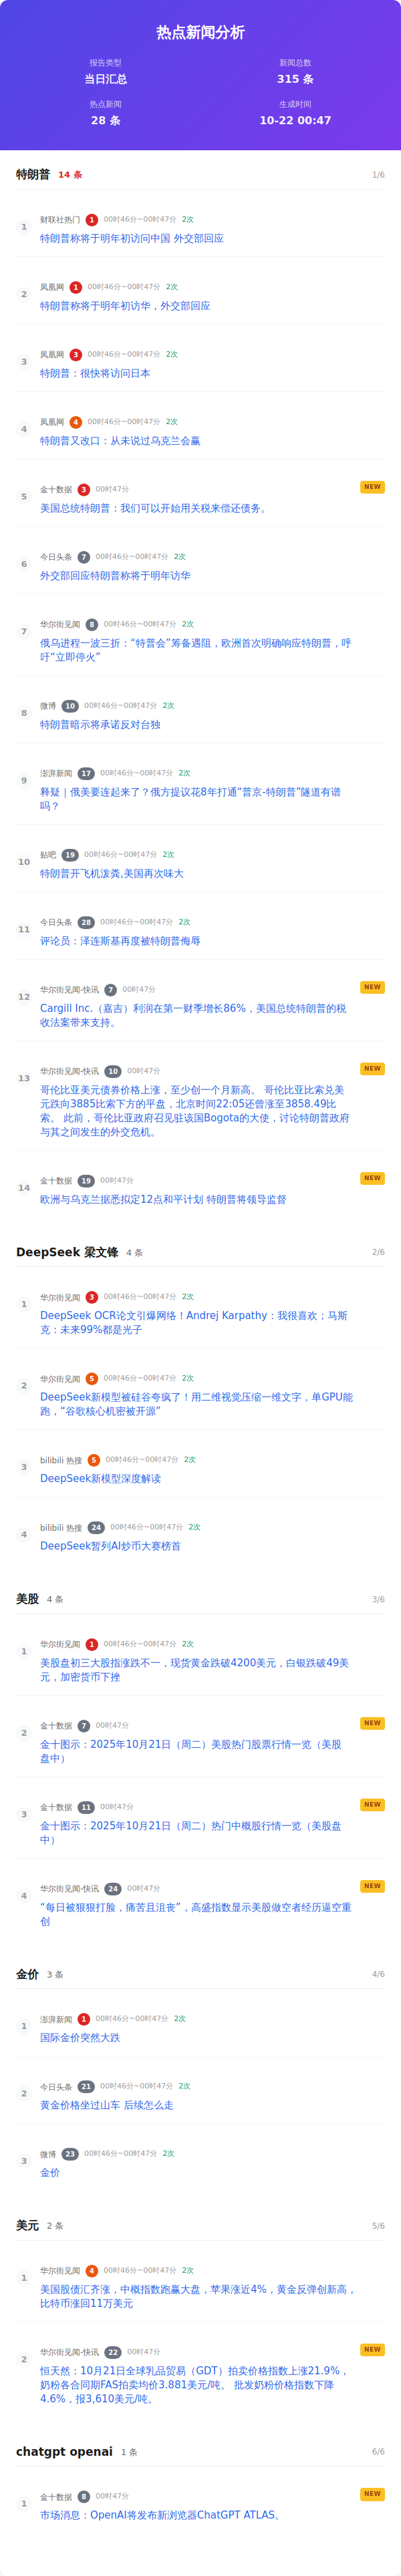 热点新闻分析
报告类型
新闻总数
当日汇总
315 条
热点新闻
生成时间
28 条
10-22 00:47
特朗普 14 条 1/6
1
财联社热门 1 00时46分~00时47分 2次
特朗普称将于明年初访问中国 外交部回应
2
凤凰网 1 00时46分~00时47分 2次
特朗普称将于明年初访华，外交部回应
3
凤凰网 3 00时46分~00时47分 2次
特朗普：很快将访问日本
4
凤凰网 4 00时46分~00时47分 2次
特朗普又改口：从未说过乌克兰会赢
5
金十数据 3 00时47分 NEW
美国总统特朗普：我们可以开始用关税来偿还债务。
6
今日头条 7 00时46分~00时47分 2次
外交部回应特朗普称将于明年访华
7
华尔街见闻 8 00时46分~00时47分 2次
俄乌进程一波三折：“特普会”筹备遇阻，欧洲首次明确响应特朗普，呼
吁“立即停火”
8
微博 10 00时46分~00时47分 2次
特朗普暗示将承诺反对台独
9
澎湃新闻 17 00时46分~00时47分 2次
释疑｜俄美要连起来了？俄方提议花8年打通“普京-特朗普”隧道有谱
吗？
10
贴吧 19 00时46分~00时47分 2次
特朗普开飞机泼粪,美国再次味大
11
今日头条 28 00时46分~00时47分 2次
评论员：泽连斯基再度被特朗普侮辱
12
华尔街见闻-快讯 7 00时47分 NEW
Cargill Inc.（嘉吉）利润在第一财季增长86%，美国总统特朗普的税
收法案带来支持。
13
华尔街见闻-快讯 10 00时47分 NEW
哥伦比亚美元债券价格上涨，至少创一个月新高。 哥伦比亚比索兑美
元跌向3885比索下方的平盘，北京时间22:05还曾涨至3858.49比
索。 此前，哥伦比亚政府召见驻该国Bogota的大使，讨论特朗普政府
与其之间发生的外交危机。
14
金十数据 19 00时47分 NEW
欧洲与乌克兰据悉拟定12点和平计划 特朗普将领导监督
DeepSeek 梁文锋 4 条 2/6
1
华尔街见闻 3 00时46分~00时47分 2次
DeepSeek OCR论文引爆网络！Andrej Karpathy：我很喜欢；马斯
克：未来99%都是光子
2
华尔街见闻 5 00时46分~00时47分 2次
DeepSeek新模型被硅谷夸疯了！用二维视觉压缩一维文字，单GPU能
跑，“谷歌核心机密被开源”
3
bilibili 热搜 5 00时46分~00时47分 2次
DeepSeek新模型深度解读
4
bilibili 热搜 24 00时46分~00时47分 2次
DeepSeek暂列AI炒币大赛榜首
美股 4 条 3/6
1
华尔街见闻 1 00时46分~00时47分 2次
美股盘初三大股指涨跌不一，现货黄金跌破4200美元，白银跌破49美
元，加密货币下挫
2
金十数据 7 00时47分 NEW
金十图示：2025年10月21日（周二）美股热门股票行情一览（美股
盘中）
3
金十数据 11 00时47分 NEW
金十图示：2025年10月21日（周二）热门中概股行情一览（美股盘
中）
4
华尔街见闻-快讯 24 00时47分 NEW
“每日被狠狠打脸，痛苦且沮丧”，高盛指数显示美股做空者经历逼空重
创
金价 3 条 4/6
1
澎湃新闻 1 00时46分~00时47分 2次
国际金价突然大跌
2
今日头条 21 00时46分~00时47分 2次
黄金价格坐过山车 后续怎么走
3
微博 23 00时46分~00时47分 2次
金价
美元 2 条 5/6
1
华尔街见闻 4 00时46分~00时47分 2次
美国股债汇齐涨，中概指数跑赢大盘，苹果涨近4%，黄金反弹创新高，
比特币涨回11万美元
2
华尔街见闻-快讯 22 00时47分 NEW
恒天然：10月21日全球乳品贸易（GDT）拍卖价格指数上涨21.9%，
奶粉各合同期FAS拍卖均价3.881美元/吨。 批发奶粉价格指数下降
4.6%，报3,610美元/吨。
chatgpt openai 1 条 6/6
1
金十数据 8 00时47分 NEW
市场消息：OpenAI将发布新浏览器ChatGPT ATLAS。